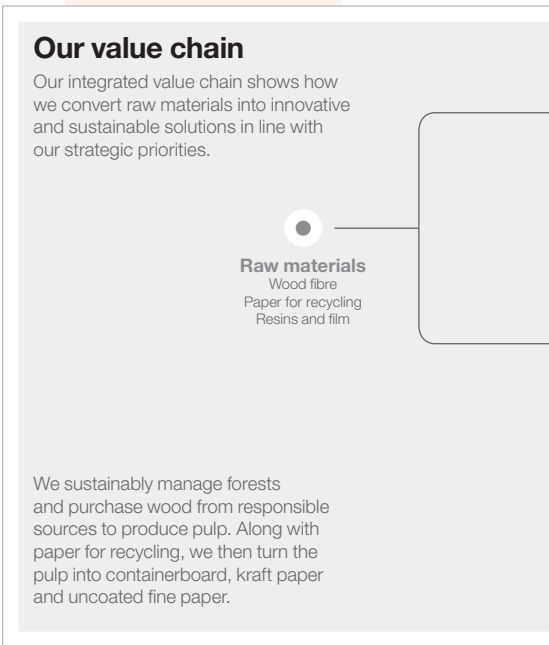 Our value chain
Our integrated value chain shows how
we convert raw materials into innovative
and sustainable solutions in line with
our strategic priorities.
Raw materials
Wood fibre
Paper for recycling
Resins and film
We sustainably manage forests
and purchase wood from responsible
sources to produce pulp. Along with
paper for recycling, we then turn the
pulp into containerboard, kraft paper
and uncoated fine paper.